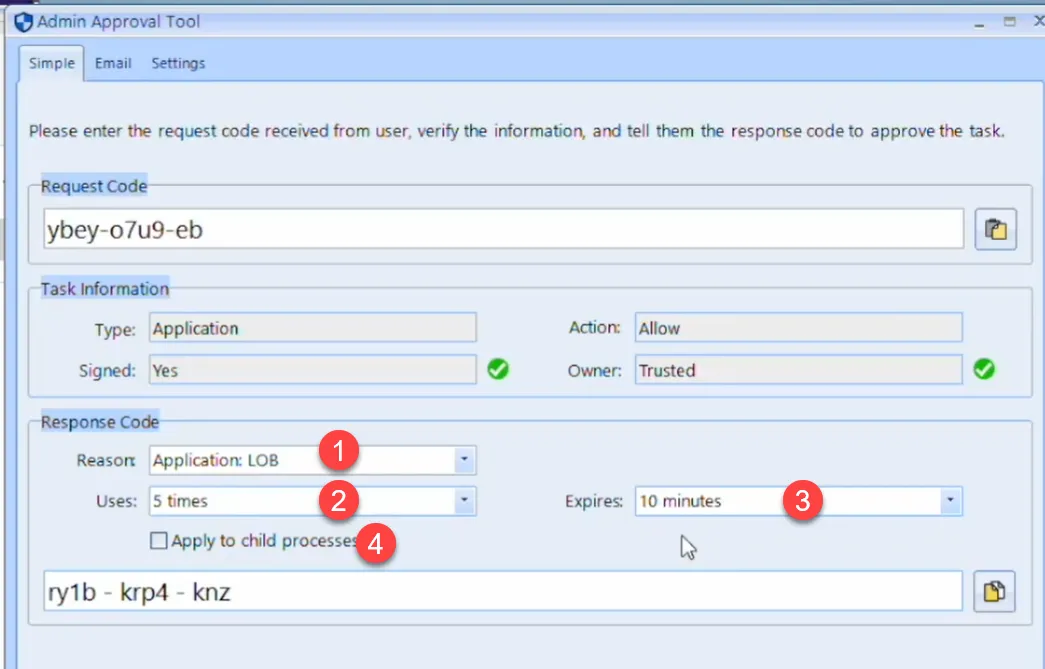 Admin Approval Tool
Simple Email Settings
Please enter the request code received from user, verify the information, and tell them the response code to approve the task.
Request Code
ybey-o7u9-eb
Task Information
Type: Application Action: Allow
Signed: Yes Owner: Trusted
Response Code
Reason: Application: LOB 1
Uses: 5 times 2 Expires: 10 minutes 3
Apply to child processes 4
ry1b - krp4 - knz